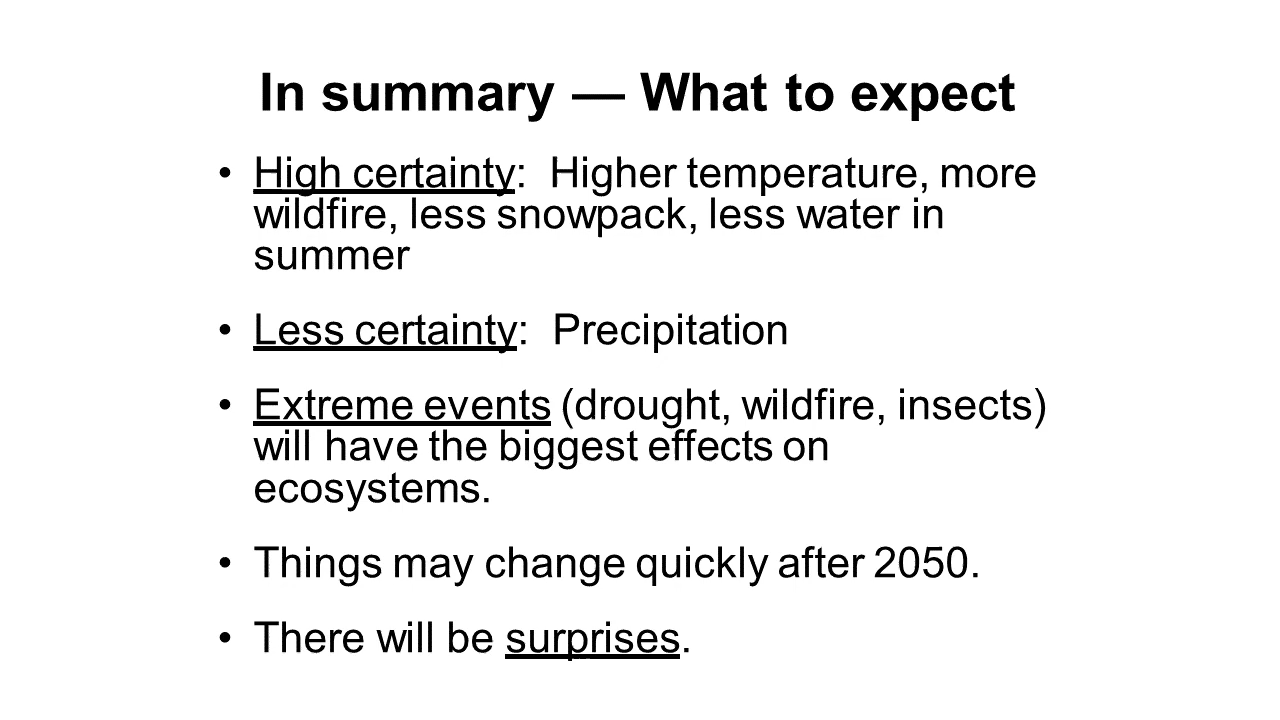 In summary — What to expect
• High certainty:  Higher temperature, more
wildfire, less snowpack, less water in
summer
• Less certainty:  Precipitation
• Extreme events (drought, wildfire, insects)
will have the biggest effects on
ecosystems.
• Things may change quickly after 2050.
• There will be surprises.